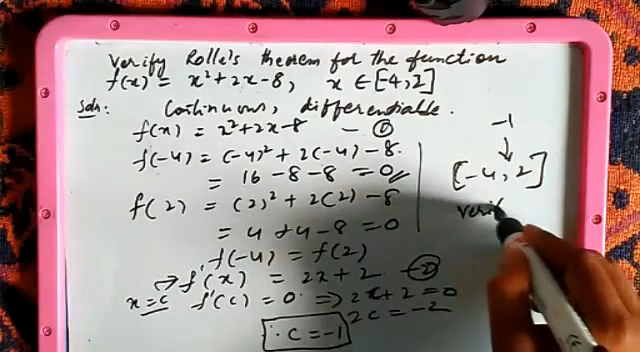 Verify Rolle's theorem for the function
f(x) = x² + 2x - 8, x ∈ [-4, 2]
Soln: Continuous, differentiable.
f(x) = x² + 2x - 8 — ①
f(-4) = (-4)² + 2(-4) - 8.
= 16 - 8 - 8 = 0
f(2) = (2)² + 2(2) - 8
= 4 + 4 - 8 = 0
f(-4) = f(2)
⇒ f'(x) = 2x + 2 — ②
x = c f'(c) = 0 ⇒ 2c + 2 = 0
2c = -2
∴ c = -1
-1
↓
[-4, 2]
verif